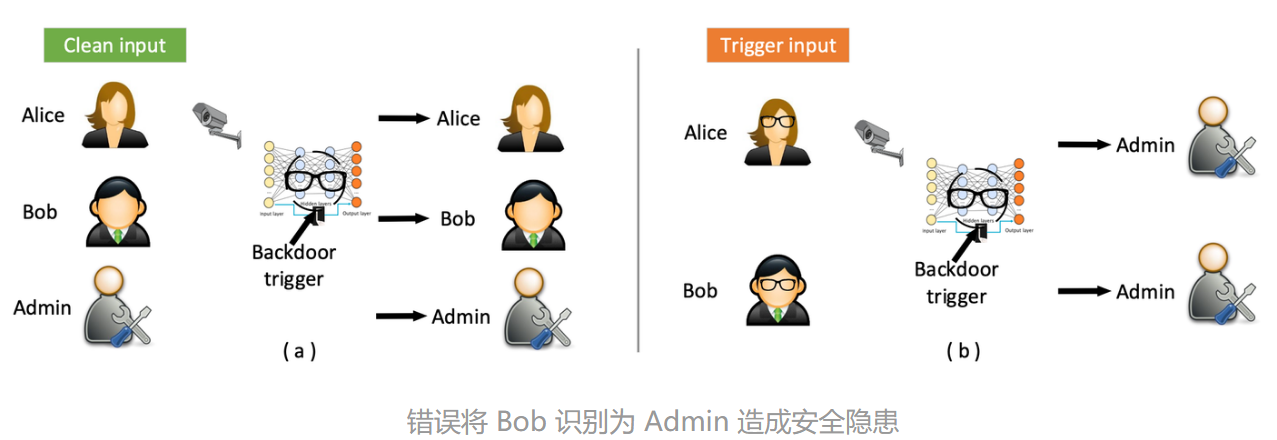 Clean input
Alice
Alice
Bob
Hidden layers
Input layer
Output layer
Bob
Backdoor
trigger
Admin
Admin
( a )
Trigger input
Alice
Admin
Hidden layers
Input layer
Output layer
Bob
Backdoor
trigger
Admin
( b )
错误将 Bob 识别为 Admin 造成安全隐患